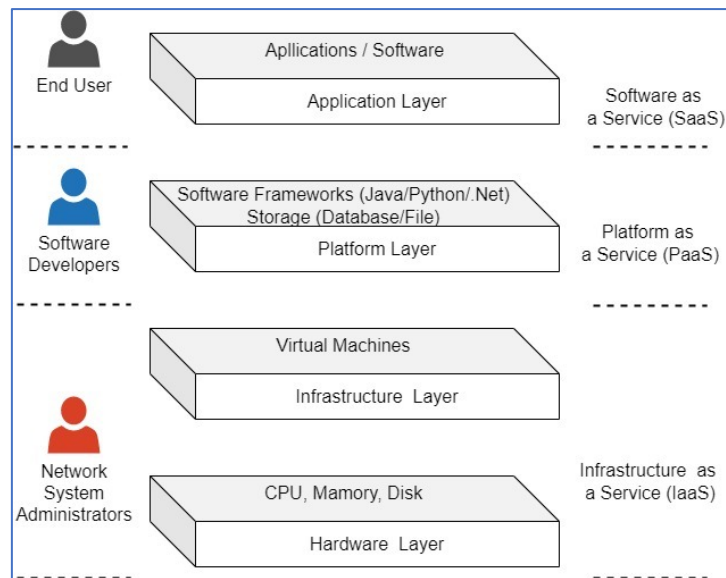 Apllications / Software
End User
Application Layer
Software as
a Service (SaaS)
Software Frameworks (Java/Python/.Net)
Storage (Database/File)
Software
Developers
Platform Layer
Platform as
a Service (PaaS)
Virtual Machines
Infrastructure Layer
Network
System
Administrators
CPU, Mamory, Disk
Hardware Layer
Infrastructure as
a Service (IaaS)